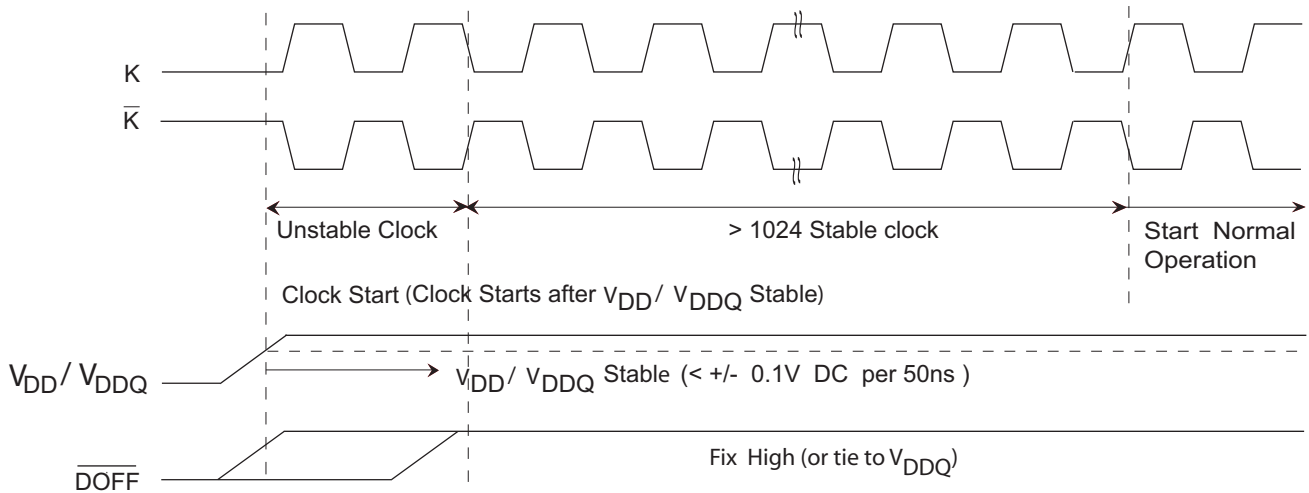 K
K̅
Unstable Clock
> 1024 Stable clock
Start Normal
Operation
Clock Start (Clock Starts after VDD / VDDQ Stable)
VDD / VDDQ
VDD / VDDQ Stable (< +/- 0.1V DC per 50ns )
D̅O̅F̅F̅
Fix High (or tie to VDDQ)